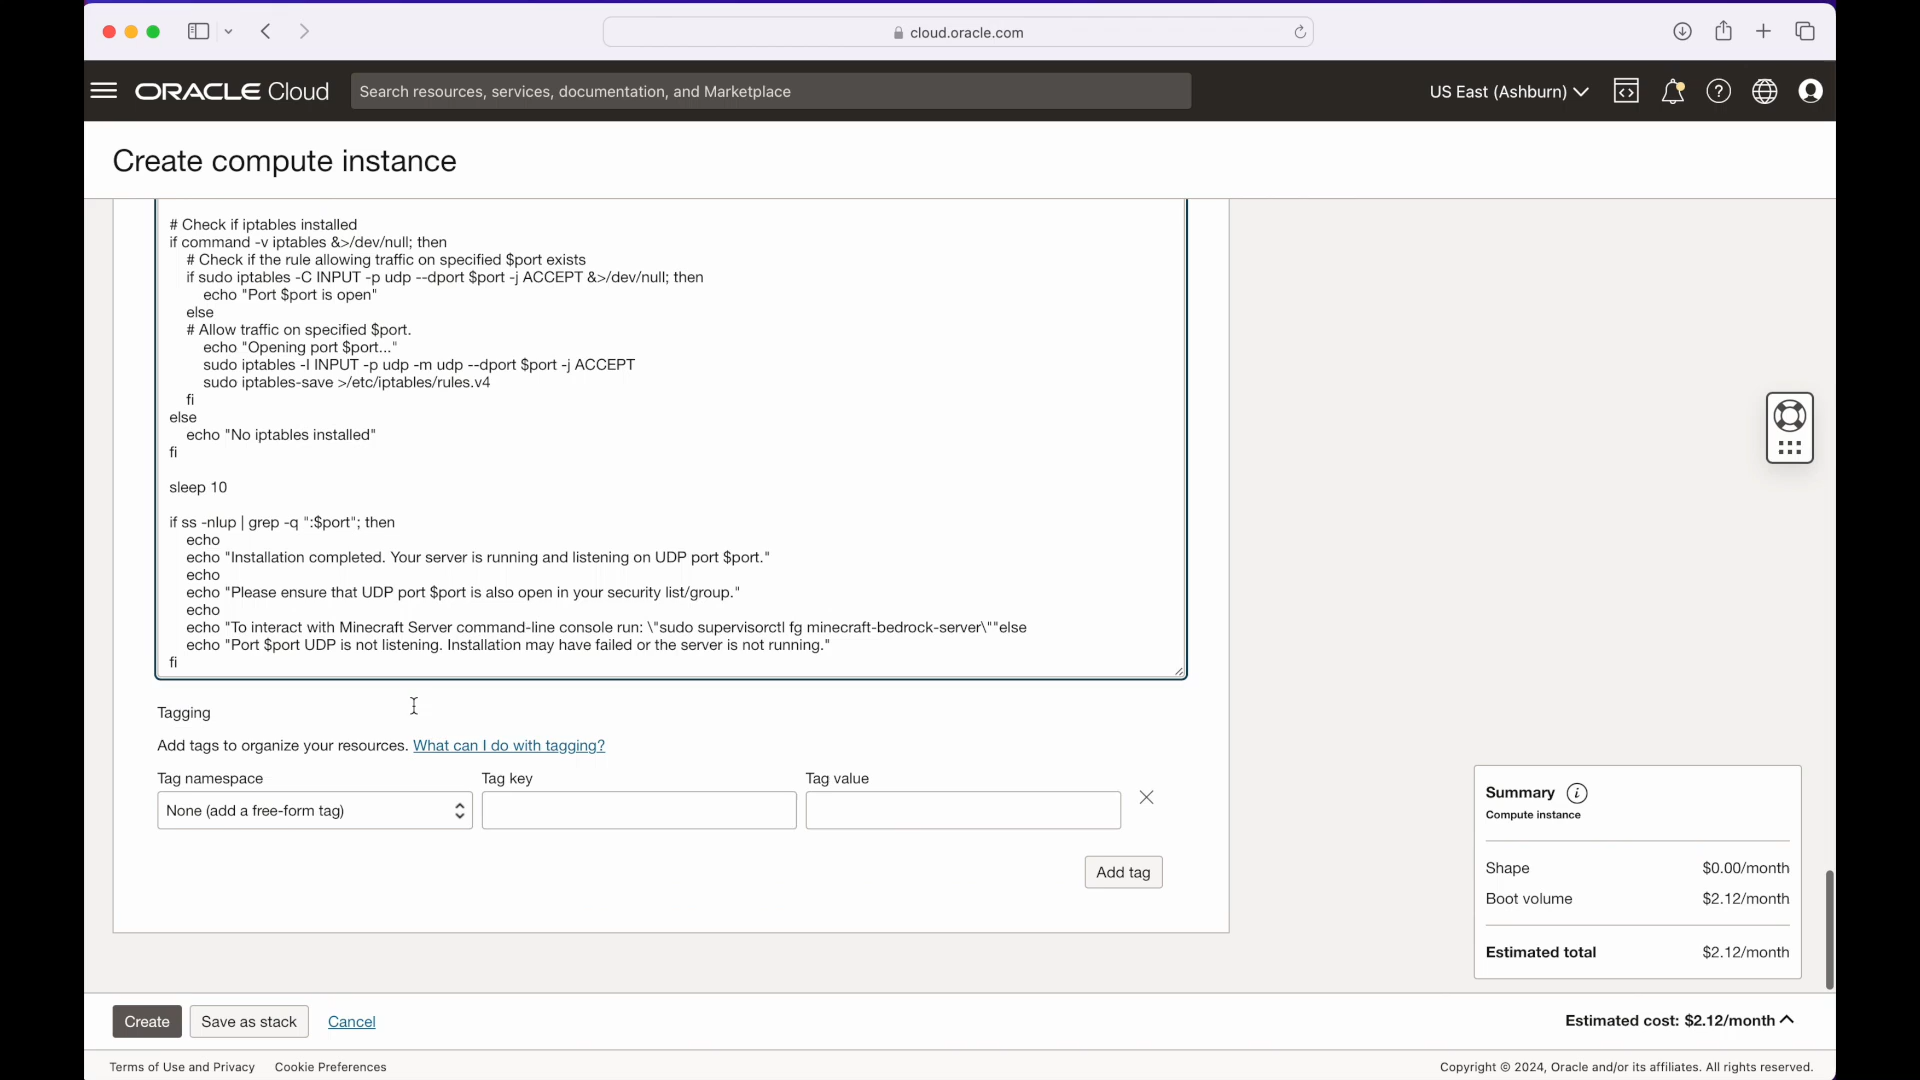 cloud.oracle.com
ORACLE Cloud
Search resources, services, documentation, and Marketplace
US East (Ashburn)
Create compute instance
# Check if iptables installed
if command -v iptables &>/dev/null; then
# Check if the rule allowing traffic on specified $port exists
if sudo iptables -C INPUT -p udp --dport $port -j ACCEPT &>/dev/null; then
echo "Port $port is open"
else
# Allow traffic on specified $port.
echo "Opening port $port..."
sudo iptables -I INPUT -p udp -m udp --dport $port -j ACCEPT
sudo iptables-save >/etc/iptables/rules.v4
fi
else
echo "No iptables installed"
fi
sleep 10
if ss -nlup | grep -q ":$port"; then
echo
echo "Installation completed. Your server is running and listening on UDP port $port."
echo
echo "Please ensure that UDP port $port is also open in your security list/group."
echo
echo "To interact with Minecraft Server command-line console run: \"sudo supervisorctl fg minecraft-bedrock-server\""else
echo "Port $port UDP is not listening. Installation may have failed or the server is not running."
fi
Tagging
Add tags to organize your resources. What can I do with tagging?
Tag namespace Tag key Tag value
None (add a free-form tag)
Add tag
Summary
Compute instance
Shape $0.00/month
Boot volume $2.12/month
Estimated total $2.12/month
Create Save as stack Cancel
Estimated cost: $2.12/month
Terms of Use and Privacy Cookie Preferences
Copyright © 2024, Oracle and/or its affiliates. All rights reserved.